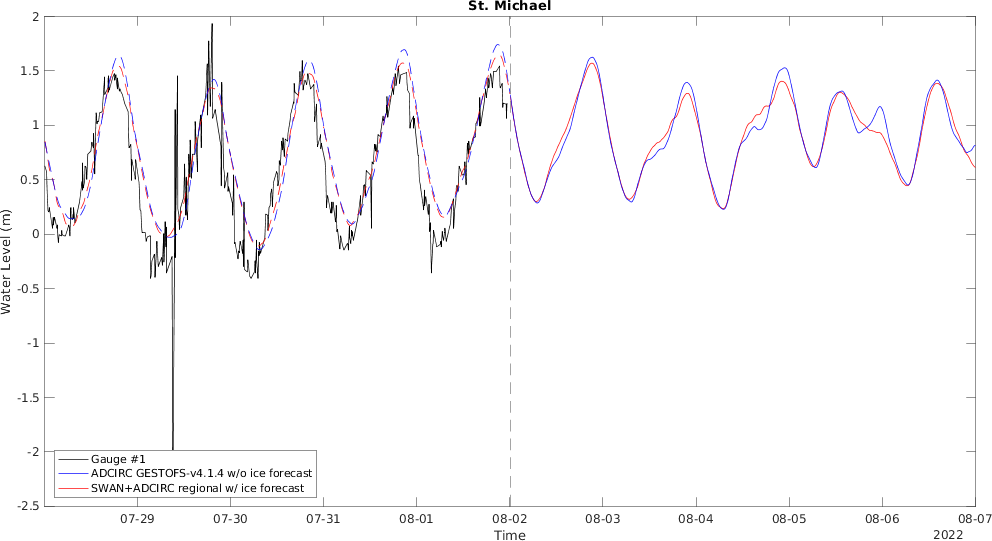 St. Michael
2
1.5
1
0.5
0
-0.5
-1
-1.5
-2
-2.5
Water Level (m)
Gauge #1
ADCIRC GESTOFS-v4.1.4 w/o ice forecast
SWAN+ADCIRC regional w/ ice forecast
07-29 07-30 07-31 08-01 08-02 08-03 08-04 08-05 08-06 08-07
Time
2022